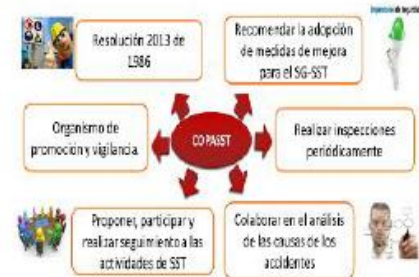 Resolución 2013 de
1986
Recomendar la adopción
de medidas de mejora
para el SG-SST
Organismo de
promoción y vigilancia
COPASST
Realizar inspecciones
periódicamente
Proponer, participar y
realizar seguimiento a las
actividades de SST
Colaborar en el análisis
de las causas de los
accidentes